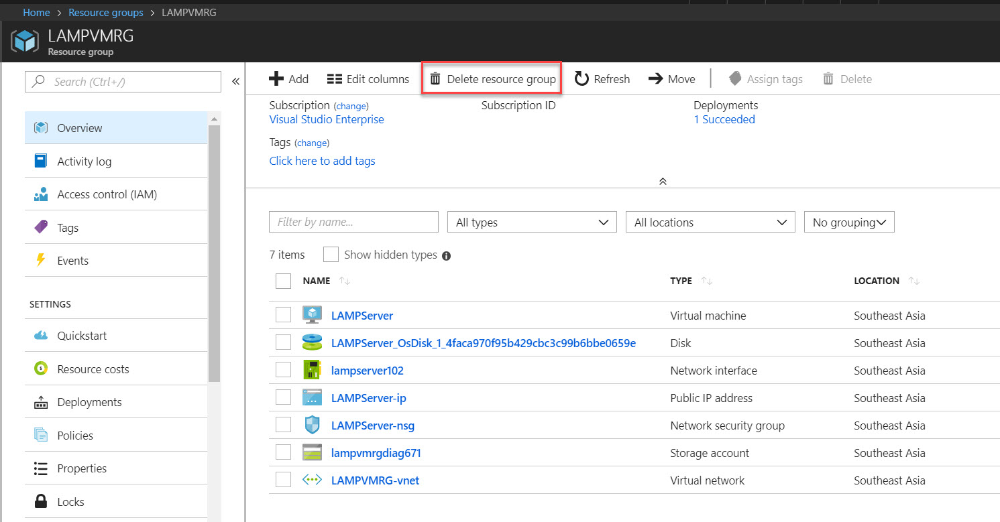 Home > Resource groups > LAMPVMRG
LAMPVMRG
Resource group
Search (Ctrl+/)
«
Overview
Activity log
Access control (IAM)
Tags
Events
SETTINGS
Quickstart
Resource costs
Deployments
Policies
Properties
Locks
Add Edit columns Delete resource group Refresh Move Assign tags Delete
Subscription (change) Subscription ID Deployments
Visual Studio Enterprise 1 Succeeded
Tags (change)
Click here to add tags
Filter by name... All types All locations No grouping
7 items Show hidden types
NAME TYPE LOCATION
LAMPServer Virtual machine Southeast Asia
LAMPServer_OsDisk_1_4faca970f95b429cbc3c99b6bbe0659e Disk Southeast Asia
lampserver102 Network interface Southeast Asia
LAMPServer-ip Public IP address Southeast Asia
LAMPServer-nsg Network security group Southeast Asia
lampvmrgdiag671 Storage account Southeast Asia
LAMPVMRG-vnet Virtual network Southeast Asia